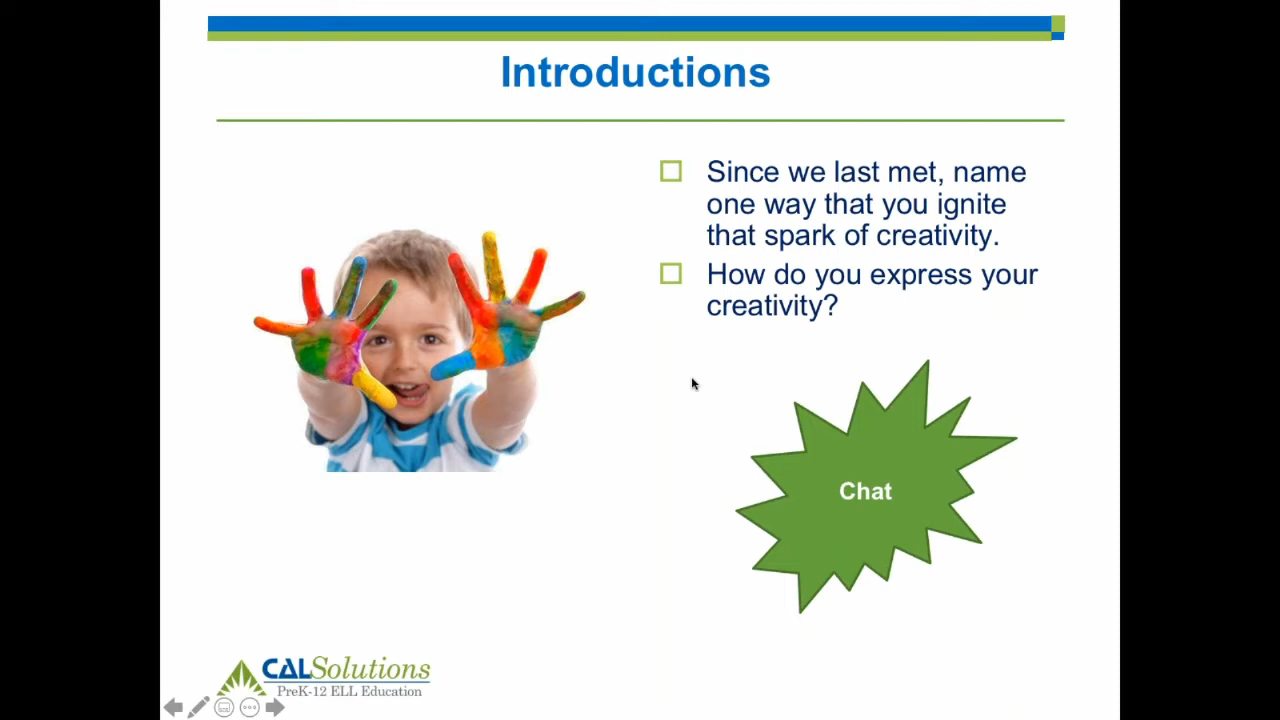 Introductions
Since we last met, name
one way that you ignite
that spark of creativity.
How do you express your
creativity?
Chat
CALSolutions
PreK-12 ELL Education